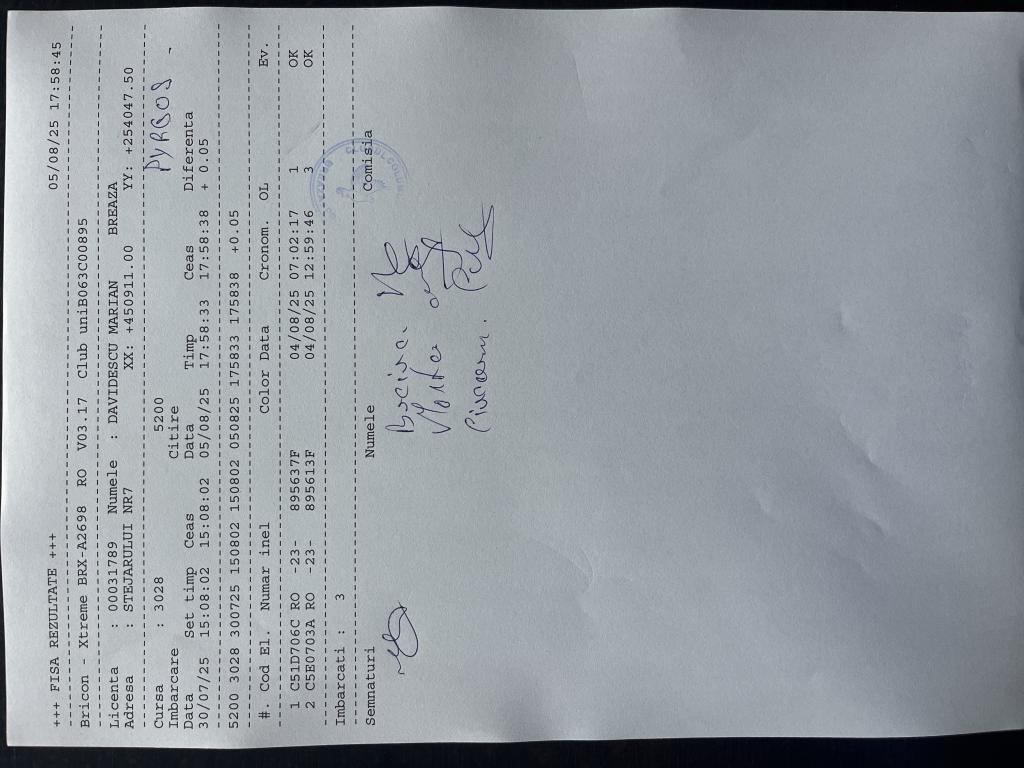 +++ FISA REZULTATE +++ 05/08/25 17:58:45
Bricon - Xtreme BRX-A2698 RO V03.17 Club uniB063C00895
Licenta : 00031789 Numele : DAVIDESCU MARIAN BREAZA
Adresa : STEJARULUI NR7 XX: +450911.00 YY: +254047.50
Cursa : 3028 5200 PYRGOS
Imbarcare Citire
Data Set timp Ceas Data Timp Ceas Diferenta
30/07/25 15:08:02 15:08:02 05/08/25 17:58:33 17:58:38 + 0.05
5200 3028 300725 150802 150802 050825 175833 175838 +0.05
#. Cod El. Numar inel Color Data Cronom. OL Ev.
1 C51D706C RO -23- 895637F 04/08/25 07:02:17 1 OK
2 C5E0703A RO -23- 895613F 04/08/25 12:59:46 3 OK
Imbarcati : 3
Semnaturi Numele Comisia